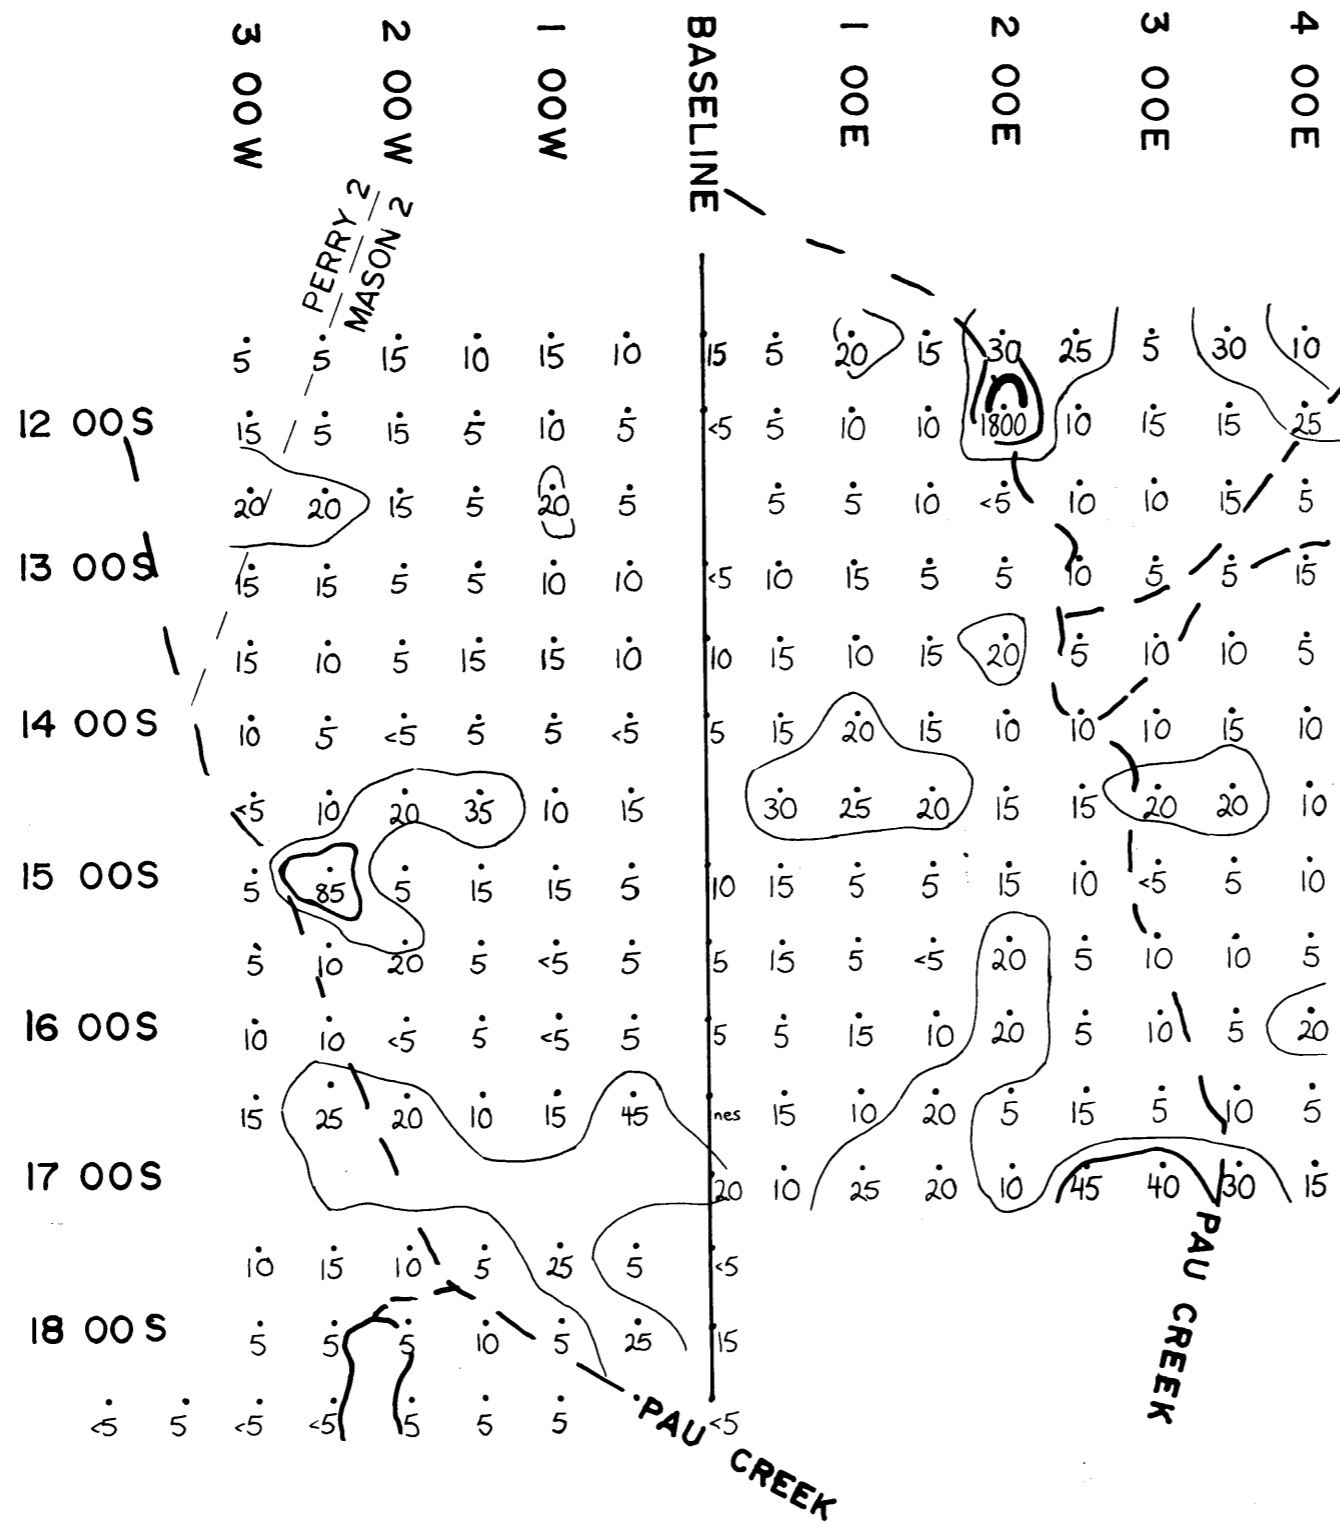 3 00W 2 00W 1 00W BASELINE 1 00E 2 00E 3 00E 4 00E
PERRY 2
MASON 2
5 5 15 10 15 10 15 5 20 15 30 25 5 30 10
12 00S 15 5 15 5 10 5 <5 5 10 10 1800 10 15 15 25
20 20 15 5 20 5 5 5 10 <5 10 10 15 5
13 00S 15 15 5 5 10 10 <5 10 15 5 5 10 5 5 15
15 10 5 15 15 10 10 15 10 15 20 5 10 10 5
14 00S 10 5 <5 5 5 <5 5 15 20 15 10 10 10 15 10
<5 10 20 35 10 15 30 25 20 15 15 20 20 10
15 00S 5 85 5 15 15 5 10 15 5 5 15 10 <5 5 10
5 10 20 5 <5 5 5 15 5 <5 20 5 10 10 5
16 00S 10 10 <5 5 <5 5 5 5 15 10 20 5 10 5 20
15 25 20 10 15 45 nes 15 10 20 5 15 5 10 5
17 00S 20 10 25 20 10 45 40 30 15
10 15 10 5 25 5 <5
18 00S 5 5 5 10 5 25 15
<5 5 <5 <5 5 5 5 <5
PAU CREEK
PAU CREEK